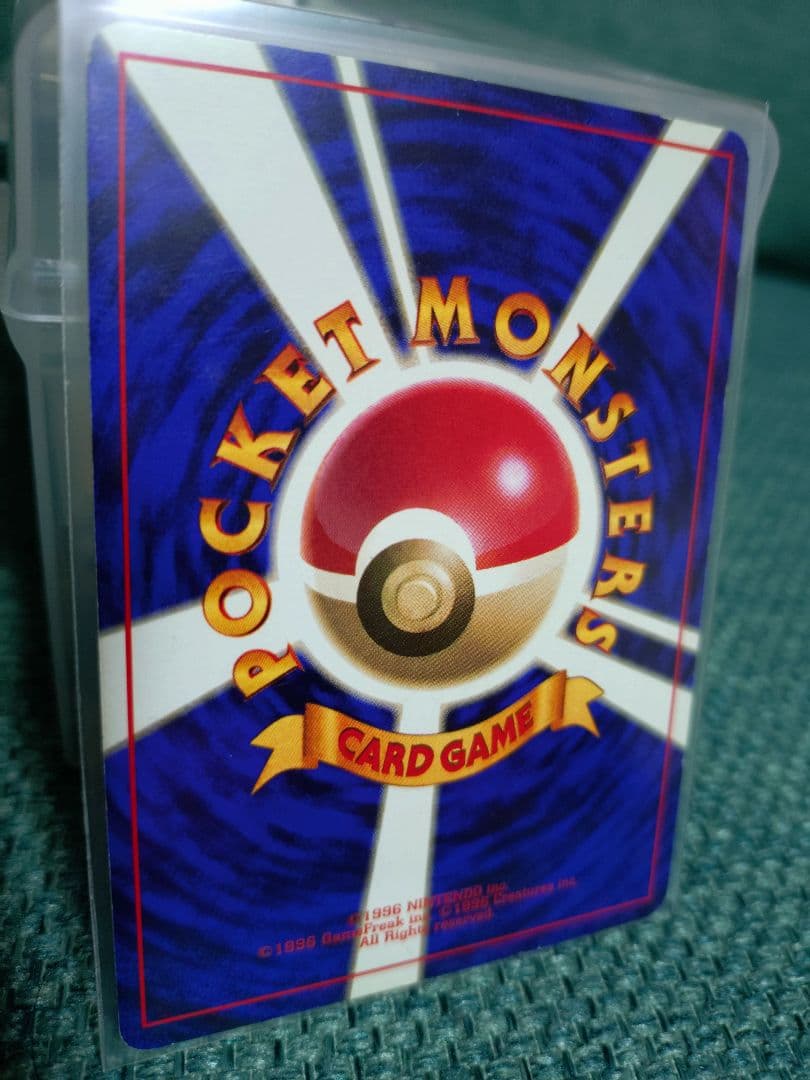 POCKET MONSTERS
CARD GAME
©1996 NINTENDO inc.
©1996 GameFreak inc. ©1996 Creatures inc.
All Rights reserved.